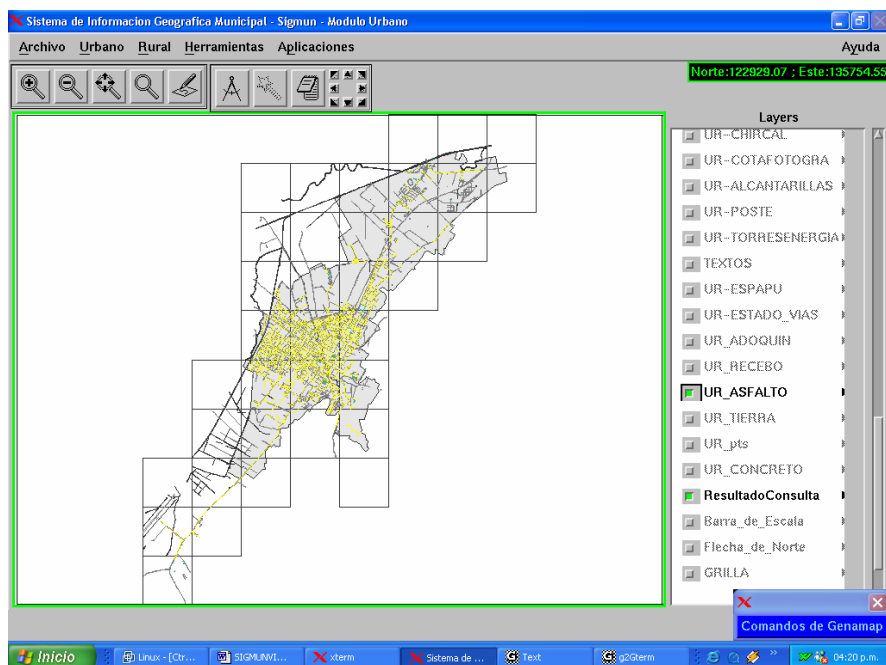 Sistema de Informacion Geografica Municipal - Sigmun - Modulo Urbano
Archivo Urbano Rural Herramientas Aplicaciones Ayuda
Norte:122929.07 ; Este:135754.55
Layers
UR-CHIRCAL
UR-COTAFOTOGRA
UR-ALCANTARILLAS
UR-POSTE
UR-TORRESENERGIA
TEXTOS
UR-ESPAPU
UR-ESTADO_VIAS
UR_ADOQUIN
UR_RECEBO
UR_ASFALTO
UR_TIERRA
UR_pts
UR_CONCRETO
ResultadoConsulta
Barra_de_Escala
Flecha_de_Norte
GRILLA
Comandos de Genamap
Inicio Linux - [Ctr... SIGMUNVI... xterm Sistema de ... Text g2Gterm 04:20 p.m.